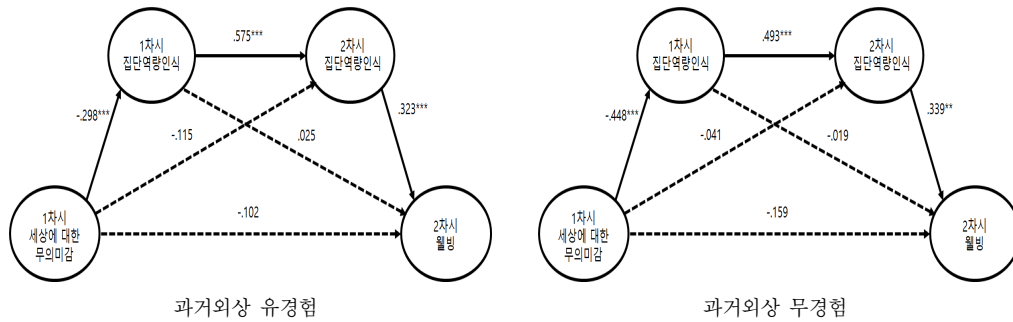 1차시
집단역량인식
.575***
2차시
집단역량인식
-.298***
-.115
.025
.323***
1차시
세상에 대한
무의미감
-.102
2차시
웰빙
과거외상 유경험
1차시
집단역량인식
.493***
2차시
집단역량인식
-.448***
-.041
-.019
.339**
1차시
세상에 대한
무의미감
-.159
2차시
웰빙
과거외상 무경험